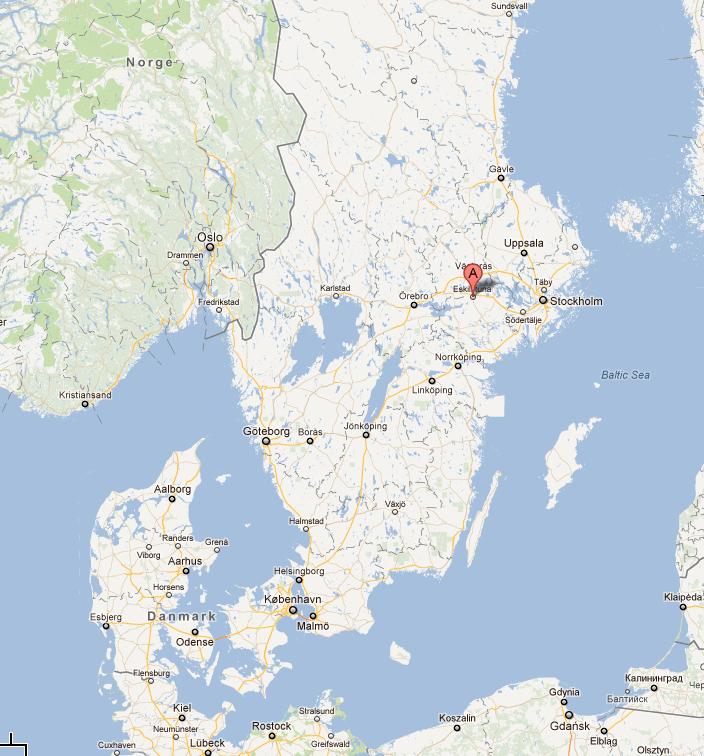 Sundsvall
Norge
Gävle
Oslo
Uppsala
Drammen
A
Täby
Karlstad
Örebro
Stockholm
Fredrikstad
Södertälje
Norrköping
Baltic Sea
Linköping
Kristiansand
Göteborg
Borås
Jönköping
Aalborg
Växjö
Halmstad
Randers
Grenå
Viborg
Aarhus
Helsingborg
Horsens
København
Klaipėda
Esbjerg
Danmark
Malmö
Odense
Flensburg
Калининград
Gdynia
Балтийск
Kiel
Stralsund
Koszalin
Rostock
Gdańsk
Neumünster
Elbląg
Cuxhaven
Lübeck
Greifswald
Olsztyn